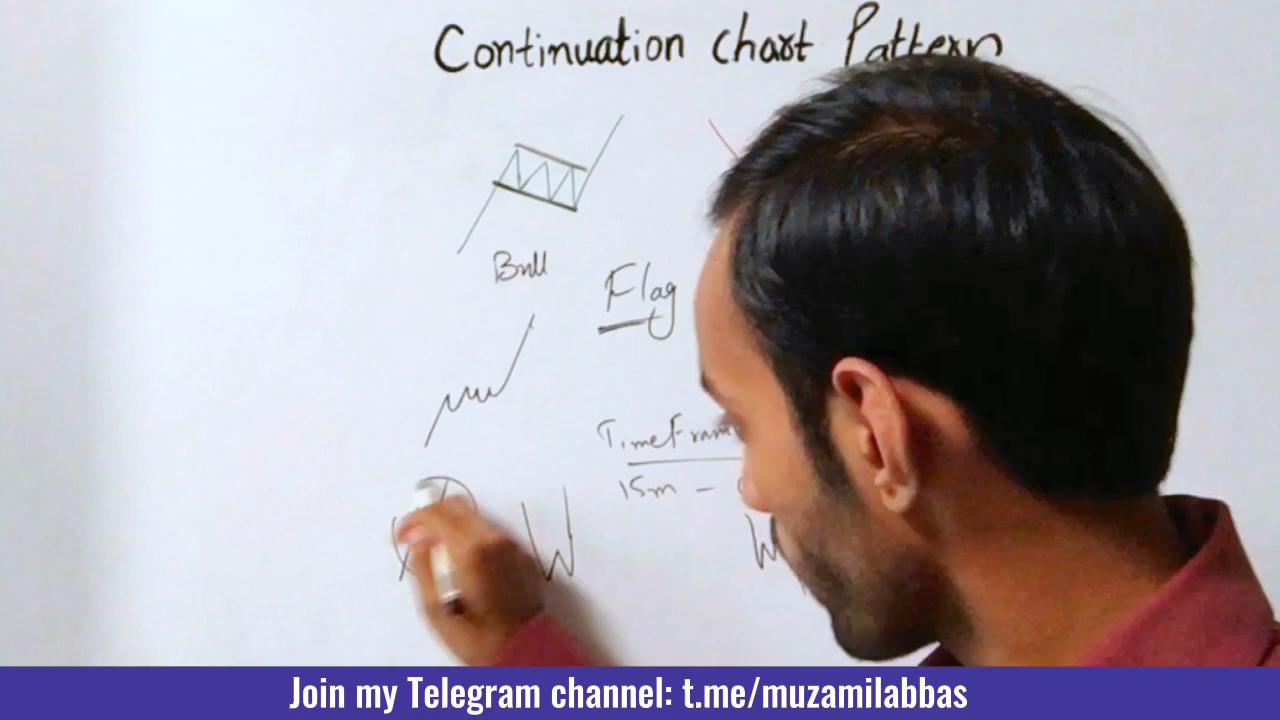 Continuation Chart Pattern
Bull
Flag
TimeFram
15m -
W
W
Join my Telegram channel: t.me/muzamilabbas